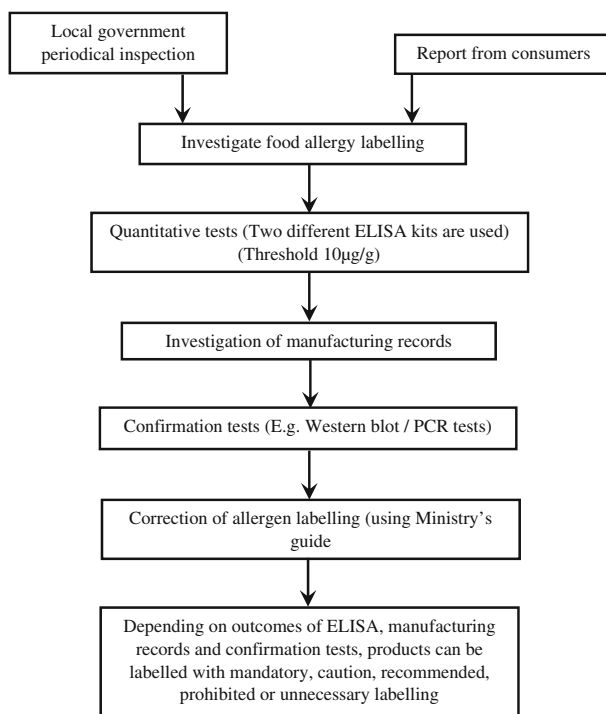 Local government
periodical inspection
Report from consumers
Investigate food allergy labelling
Quantitative tests (Two different ELISA kits are used)
(Threshold 10µg/g)
Investigation of manufacturing records
Confirmation tests (E.g. Western blot / PCR tests)
Correction of allergen labelling (using Ministry's
guide
Depending on outcomes of ELISA, manufacturing
records and confirmation tests, products can be
labelled with mandatory, caution, recommended,
prohibited or unnecessary labelling